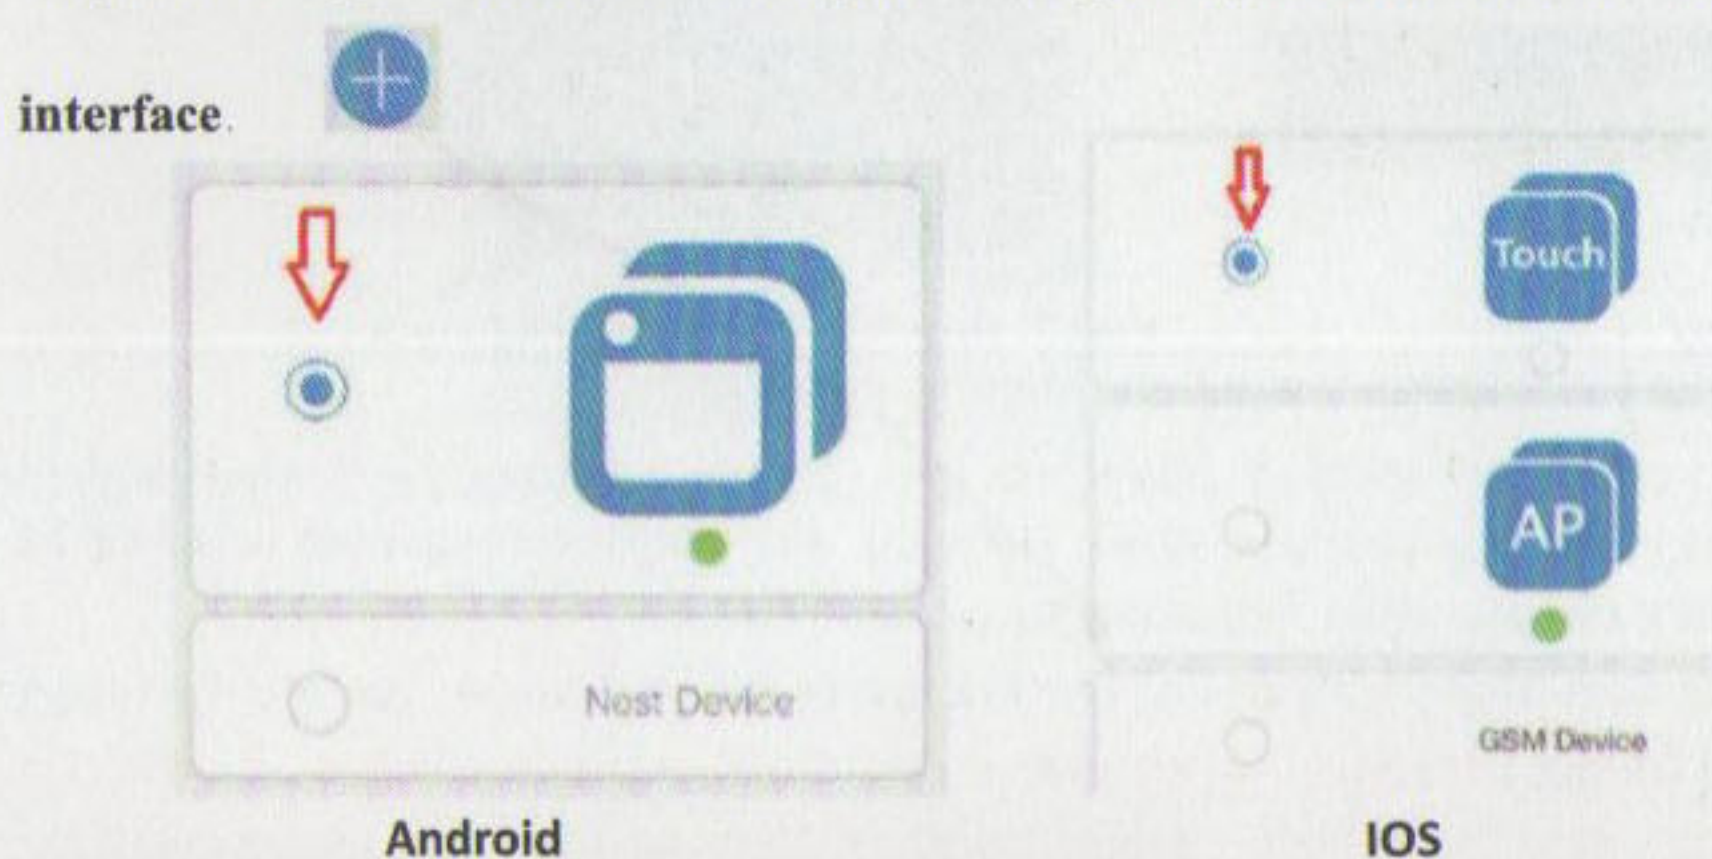 interface.
Touch
AP
Nest Device
GSM Device
Android
IOS